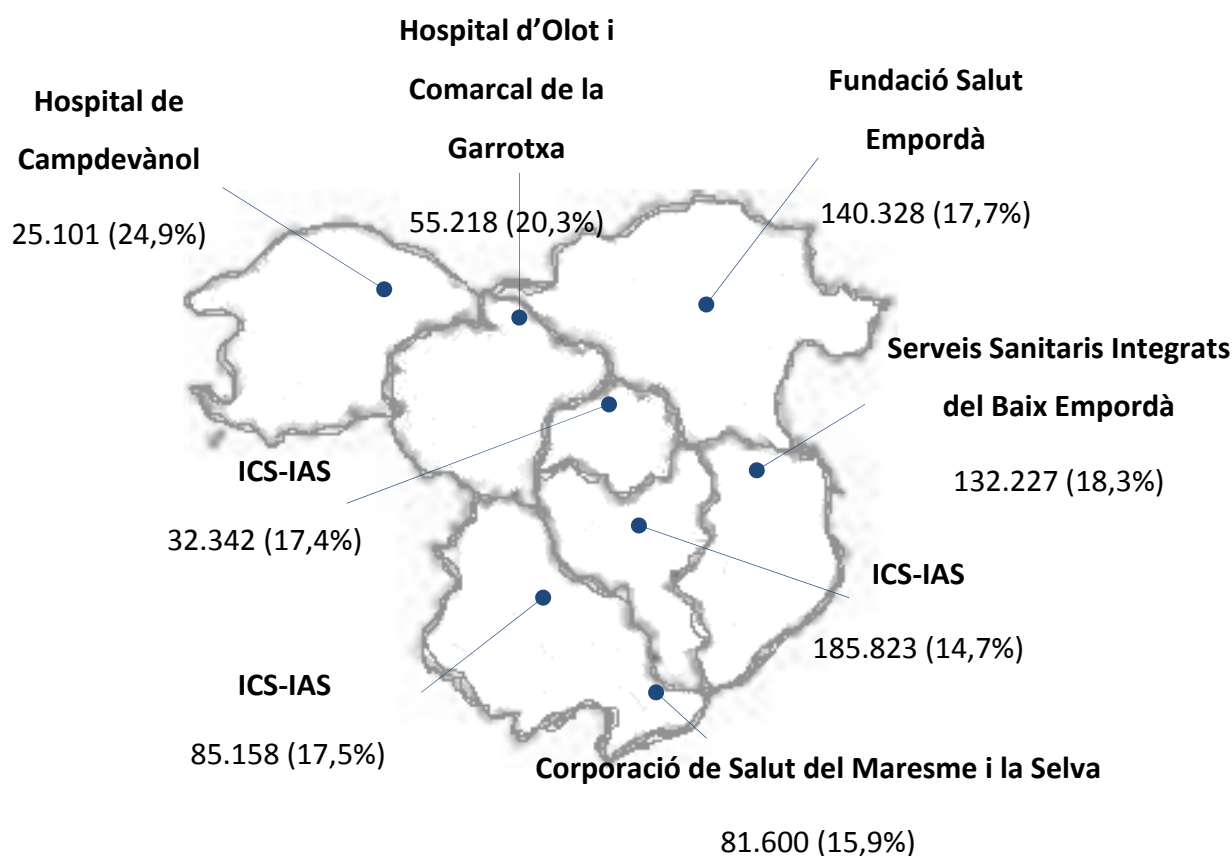 Hospital d’Olot i
Comarcal de la
Garrotxa
55.218 (20,3%)
Hospital de
Campdevànol
25.101 (24,9%)
Fundació Salut
Empordà
140.328 (17,7%)
Serveis Sanitaris Integrats
del Baix Empordà
132.227 (18,3%)
ICS-IAS
32.342 (17,4%)
ICS-IAS
185.823 (14,7%)
ICS-IAS
85.158 (17,5%)
Corporació de Salut del Maresme i la Selva
81.600 (15,9%)